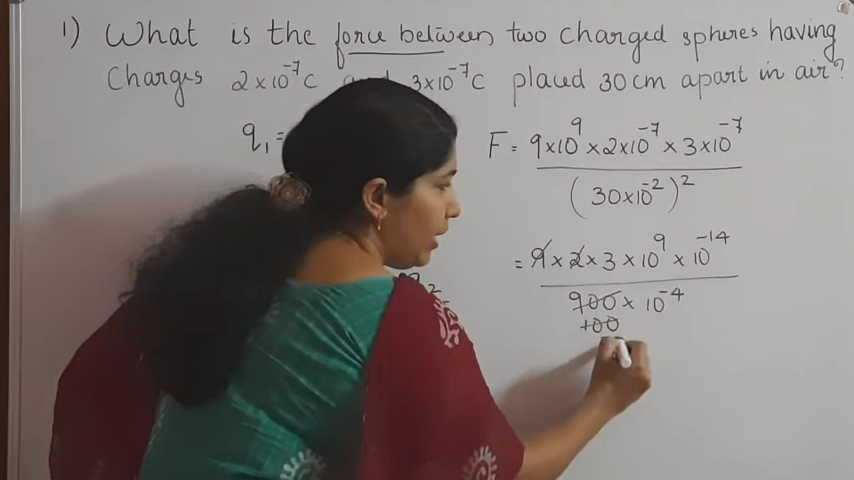 1) What is the force between two charged spheres having
charges 2×10⁻⁷C and 3×10⁻⁷C placed 30cm apart in air?
q₁ =
F = 9×10⁹×2×10⁻⁷×3×10⁻⁷
(30×10⁻²)²
= 9×2×3×10⁹×10⁻¹⁴
900×10⁻⁴
100